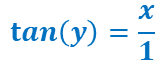 tan(y) = x/1